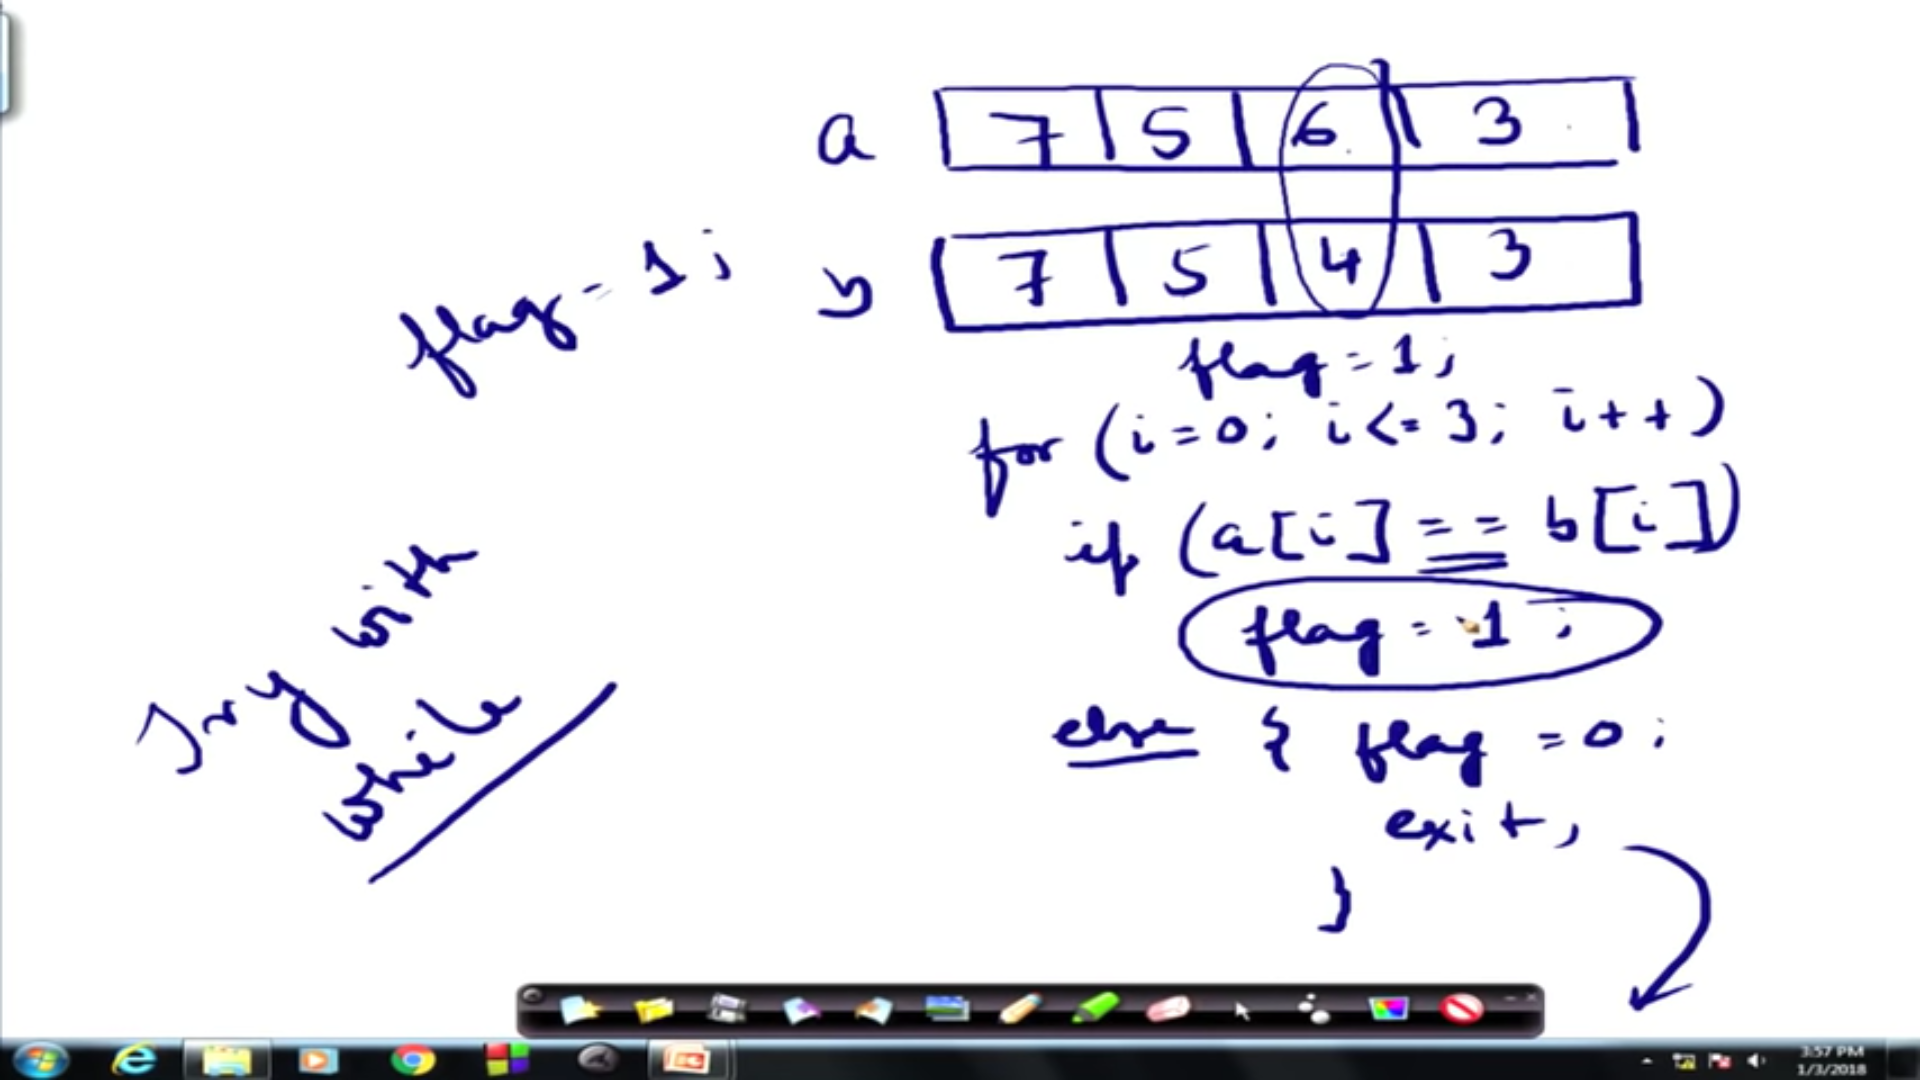 a 7 5 6 3
b 7 5 4 3
flag = 1;
flag = 1;
for (i = 0; i <= 3; i++)
if (a[i] == b[i])
flag = 1;
else { flag = 0;
exit;
}
Try with
while
3:57 PM
1/3/2018